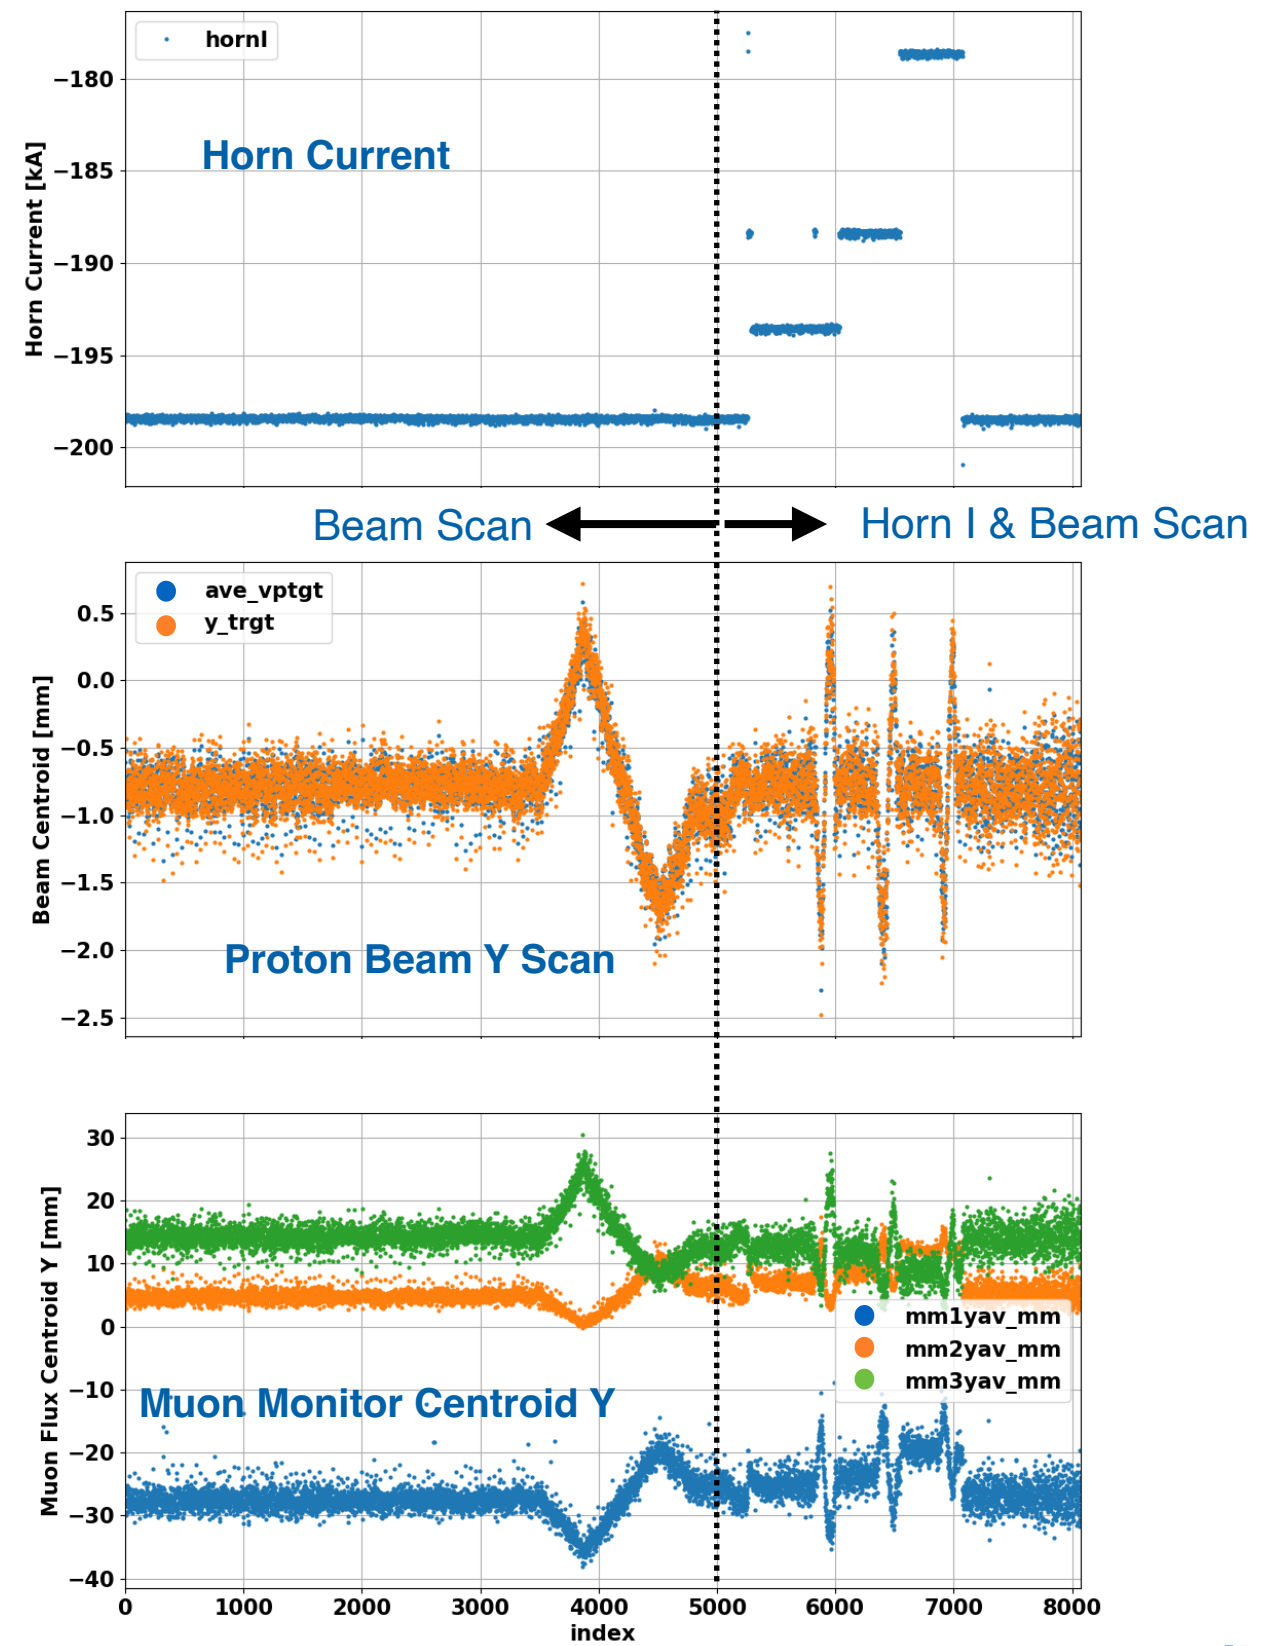 hornI
−180
−185
−190
−195
−200
Horn Current [kA]
Horn Current
Beam Scan
Horn I & Beam Scan
ave_vptgt
y_trgt
0.5
0.0
−0.5
−1.0
−1.5
−2.0
−2.5
Beam Centroid [mm]
Proton Beam Y Scan
30
20
10
0
−10
−20
−30
−40
Muon Flux Centroid Y [mm]
mm1yav_mm
mm2yav_mm
mm3yav_mm
Muon Monitor Centroid Y
0 1000 2000 3000 4000 5000 6000 7000 8000
index